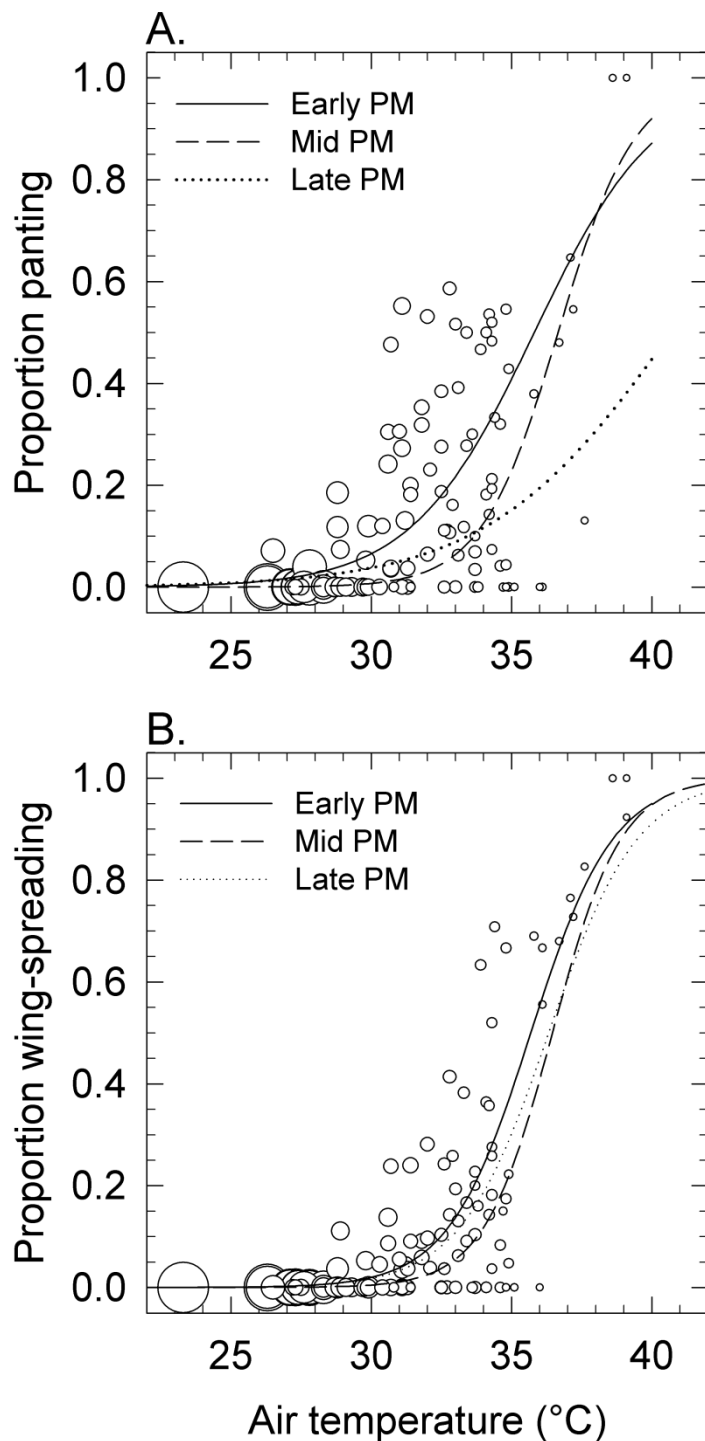 A.
Proportion panting
1.0
0.8
0.6
0.4
0.2
0.0
Early PM
Mid PM
Late PM
25 30 35 40
B.
Proportion wing-spreading
1.0
0.8
0.6
0.4
0.2
0.0
Early PM
Mid PM
Late PM
25 30 35 40
Air temperature (°C)